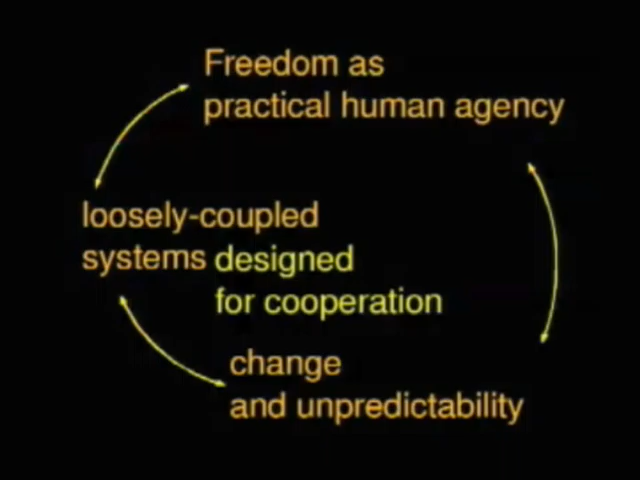 Freedom as
practical human agency
loosely-coupled
systems designed
for cooperation
change
and unpredictability